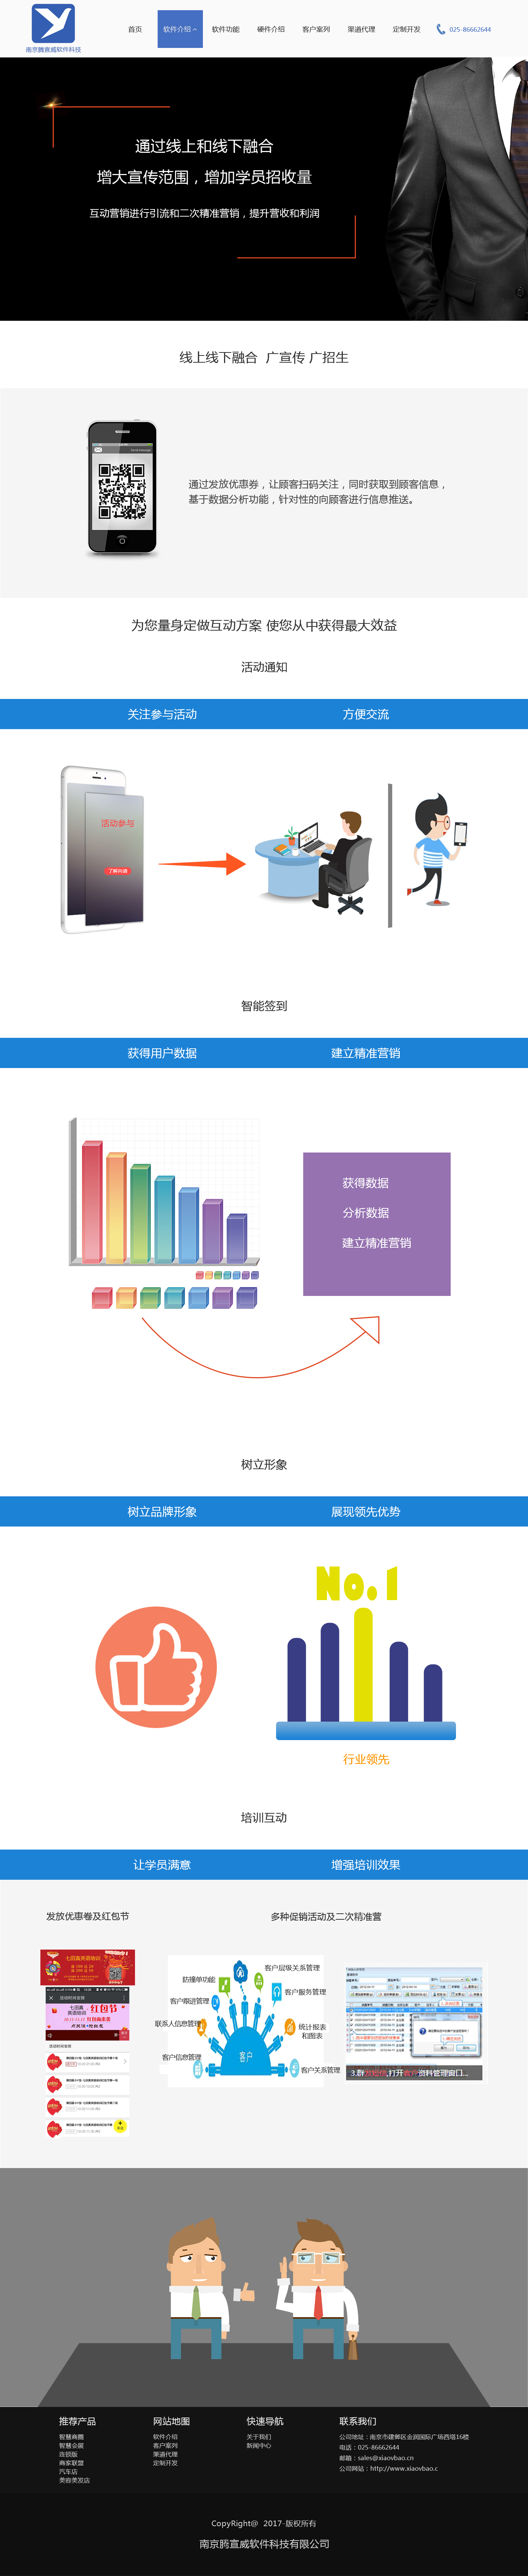 南京腾宣威软件科技
首页
软件介绍
软件功能
硬件介绍
客户案列
渠道代理
定制开发
025-86662644
通过线上和线下融合
增大宣传范围，增加学员招收量
互动营销进行引流和二次精准营销，提升营收和利润
线上线下融合 广宣传 广招生
通过发放优惠券，让顾客扫码关注，同时获取到顾客信息，
基于数据分析功能，针对性的向顾客进行信息推送。
为您量身定做互动方案 使您从中获得最大效益
活动通知
关注参与活动
方便交流
活动参与
了解纠请
智能签到
获得用户数据
建立精准营销
获得数据
分析数据
建立精准营销
树立形象
树立品牌形象
展现领先优势
No.1
行业领先
培训互动
让学员满意
增强培训效果
发放优惠卷及红包节
多种促销活动及二次精准营
红包节
客户层级关系管理
防撞单功能
客户服务管理
客户跟进管理
联系人信息管理
统计报表
和图表
客户信息管理
客户
客户关系管理
资料管理窗口...
推荐产品
智慧商圈
智慧会面
连锁版
商家联盟
汽车店
美容美发店
网站地图
软件介绍
客户案列
渠道代理
定制开发
快速导航
关于我们
新闻中心
联系我们
公司地址：南京市建邺区金润国际广场西塔16楼
电话：025-86662644
邮箱：sales@xiaovbao.cn
公司网站：http://www.xiaovbao.c
CopyRight@ 2017-版权所有
南京腾宣威软件科技有限公司